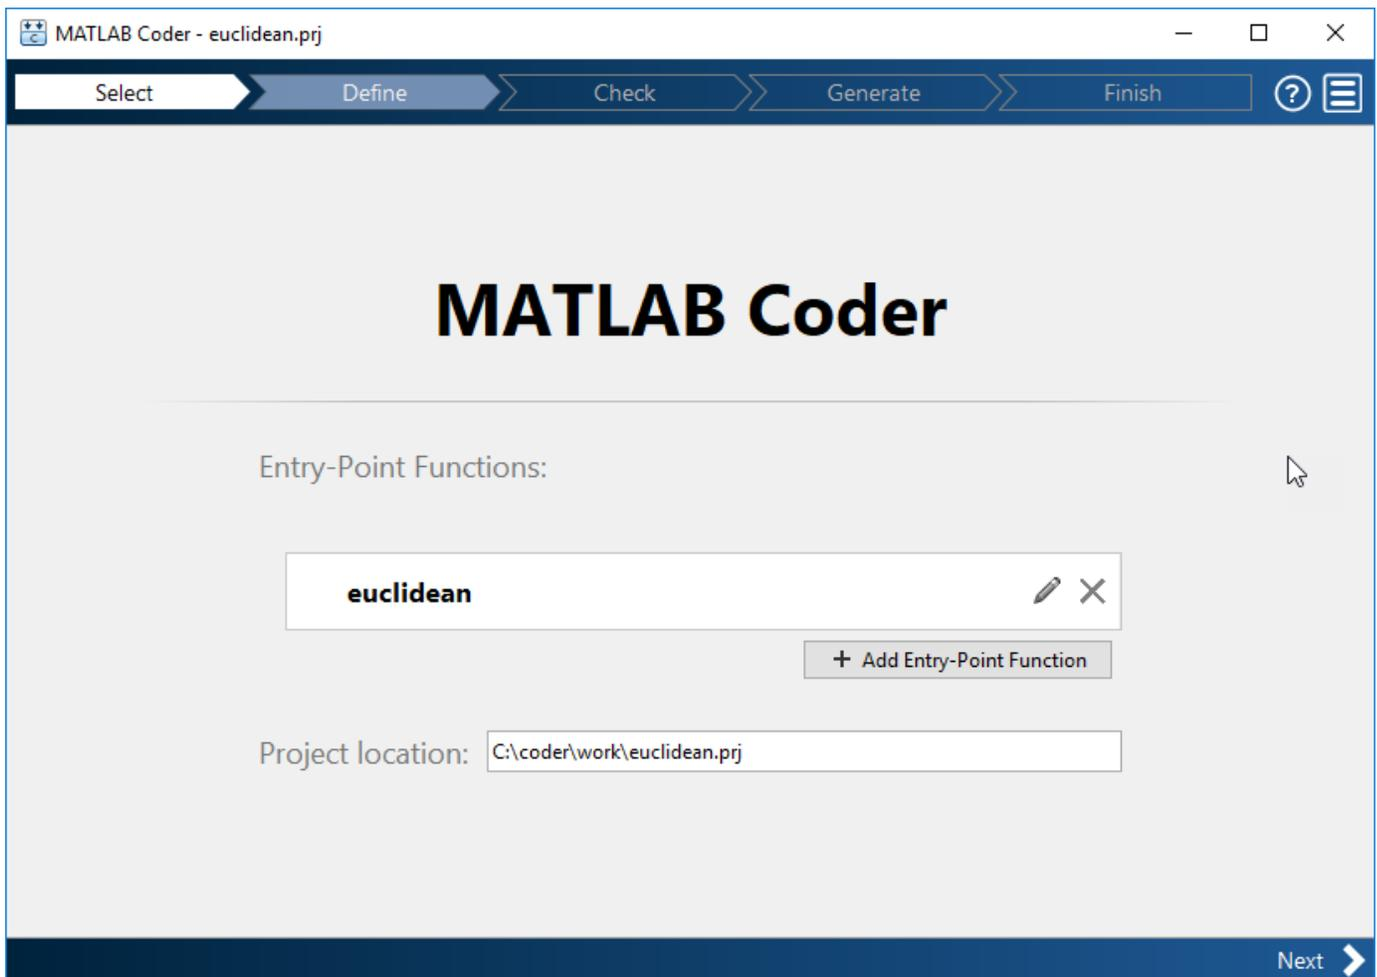 MATLAB Coder - euclidean.prj
Select Define Check Generate Finish ?
MATLAB Coder
Entry-Point Functions:
euclidean
+ Add Entry-Point Function
Project location: C:\coder\work\euclidean.prj
Next